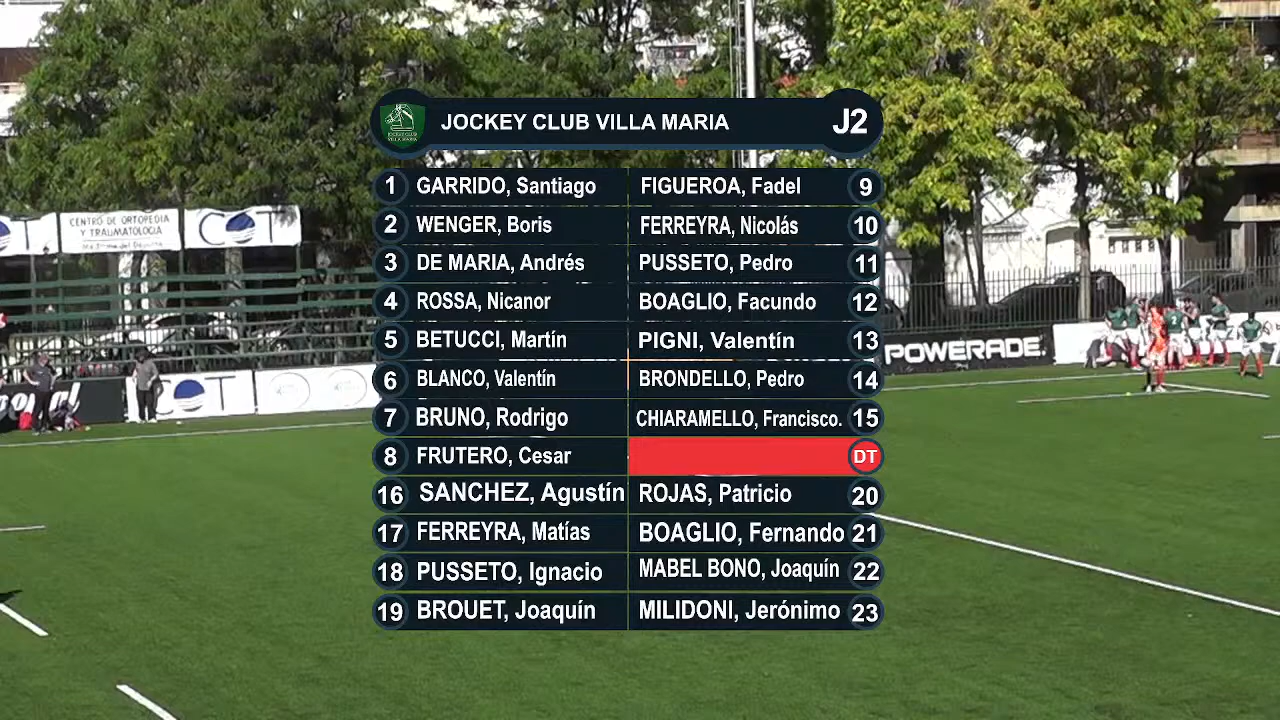 JOCKEY CLUB VILLA MARIA J2
1 GARRIDO, Santiago
2 WENGER, Boris
3 DE MARIA, Andrés
4 ROSSA, Nicanor
5 BETUCCI, Martín
6 BLANCO, Valentín
7 BRUNO, Rodrigo
8 FRUTERO, Cesar
16 SANCHEZ, Agustín
17 FERREYRA, Matías
18 PUSSETO, Ignacio
19 BROUET, Joaquín
FIGUEROA, Fadel 9
FERREYRA, Nicolás 10
PUSSETO, Pedro 11
BOAGLIO, Facundo 12
PIGNI, Valentín 13
BRONDELLO, Pedro 14
CHIARAMELLO, Francisco. 15
DT
ROJAS, Patricio 20
BOAGLIO, Fernando 21
MABEL BONO, Joaquín 22
MILIDONI, Jerónimo 23
CENTRO DE ORTOPEDIA
Y TRAUMATOLOGIA
COT
POWERADE
COT